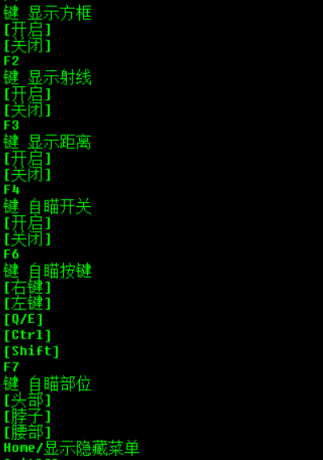 键 显示方框
[开启]
[关闭]
F2
键 显示射线
[开启]
[关闭]
F3
键 显示距离
[开启]
[关闭]
F4
键 自瞄开关
[开启]
[关闭]
F6
键 自瞄按键
[右键]
[左键]
[Q/E]
[Ctrl]
[Shift]
F7
键 自瞄部位
[头部]
[脖子]
[腰部]
Home/显示隐藏菜单